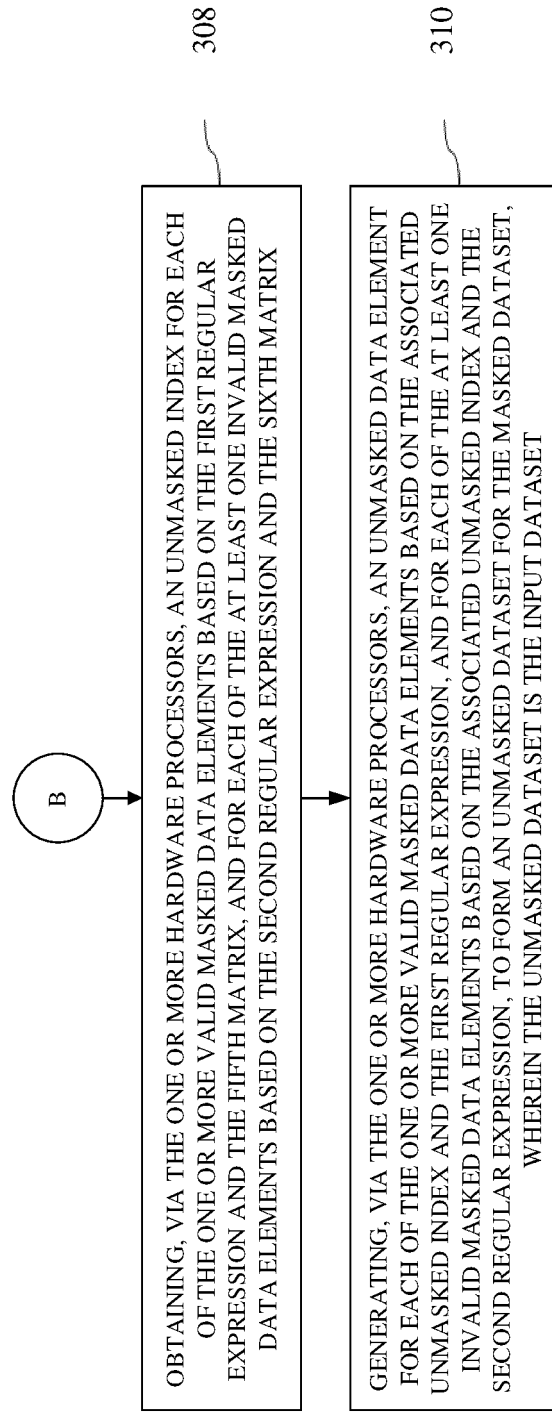 B
308
OBTAINING, VIA THE ONE OR MORE HARDWARE PROCESSORS, AN UNMASKED INDEX FOR EACH
OF THE ONE OR MORE VALID MASKED DATA ELEMENTS BASED ON THE FIRST REGULAR
EXPRESSION AND THE FIFTH MATRIX, AND FOR EACH OF THE AT LEAST ONE INVALID MASKED
DATA ELEMENTS BASED ON THE SECOND REGULAR EXPRESSION AND THE SIXTH MATRIX
310
GENERATING, VIA THE ONE OR MORE HARDWARE PROCESSORS, AN UNMASKED DATA ELEMENT
FOR EACH OF THE ONE OR MORE VALID MASKED DATA ELEMENTS BASED ON THE ASSOCIATED
UNMASKED INDEX AND THE FIRST REGULAR EXPRESSION, AND FOR EACH OF THE AT LEAST ONE
INVALID MASKED DATA ELEMENTS BASED ON THE ASSOCIATED UNMASKED INDEX AND THE
SECOND REGULAR EXPRESSION, TO FORM AN UNMASKED DATASET FOR THE MASKED DATASET,
WHEREIN THE UNMASKED DATASET IS THE INPUT DATASET